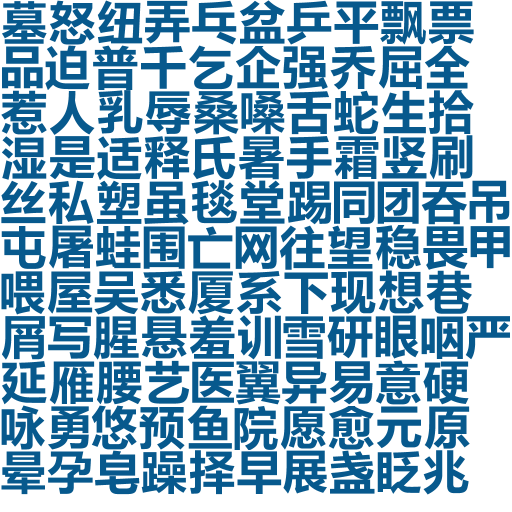 墓怒纽弄乓盆乒平飘票
品迫普千乞企强乔屈全
惹人乳辱桑嗓舌蛇生拾
湿是适释氏暑手霜竖刷
丝私塑虽毯堂踢同团吞吊
屯屠蛙围亡网往望稳畏甲
喂屋吴悉厦系下现想巷
屑写腥悬羞训雪研眼咽严
延雁腰艺医翼异易意硬
咏勇悠预鱼院愿愈元原
晕孕皂躁择早展盏眨兆